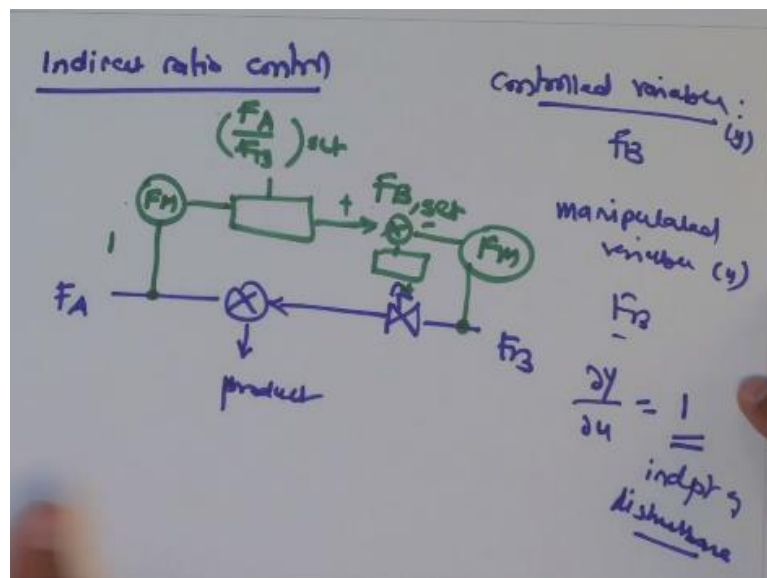 Indirect ratio control
Controlled variable:
(y)
FB
(FA/FB)set
FM
+
FB,set
-
FM
Manipulated
variable (u)
FB
FA
FB
product
∂y/∂u = 1
indpt of
disturbance